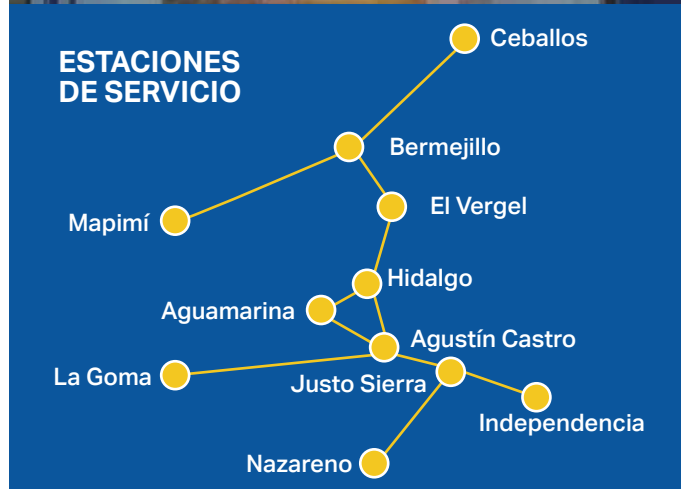 ESTACIONES
DE SERVICIO
Ceballos
Bermejillo
El Vergel
Mapimí
Hidalgo
Aguamarina
Agustín Castro
La Goma
Justo Sierra
Independencia
Nazareno